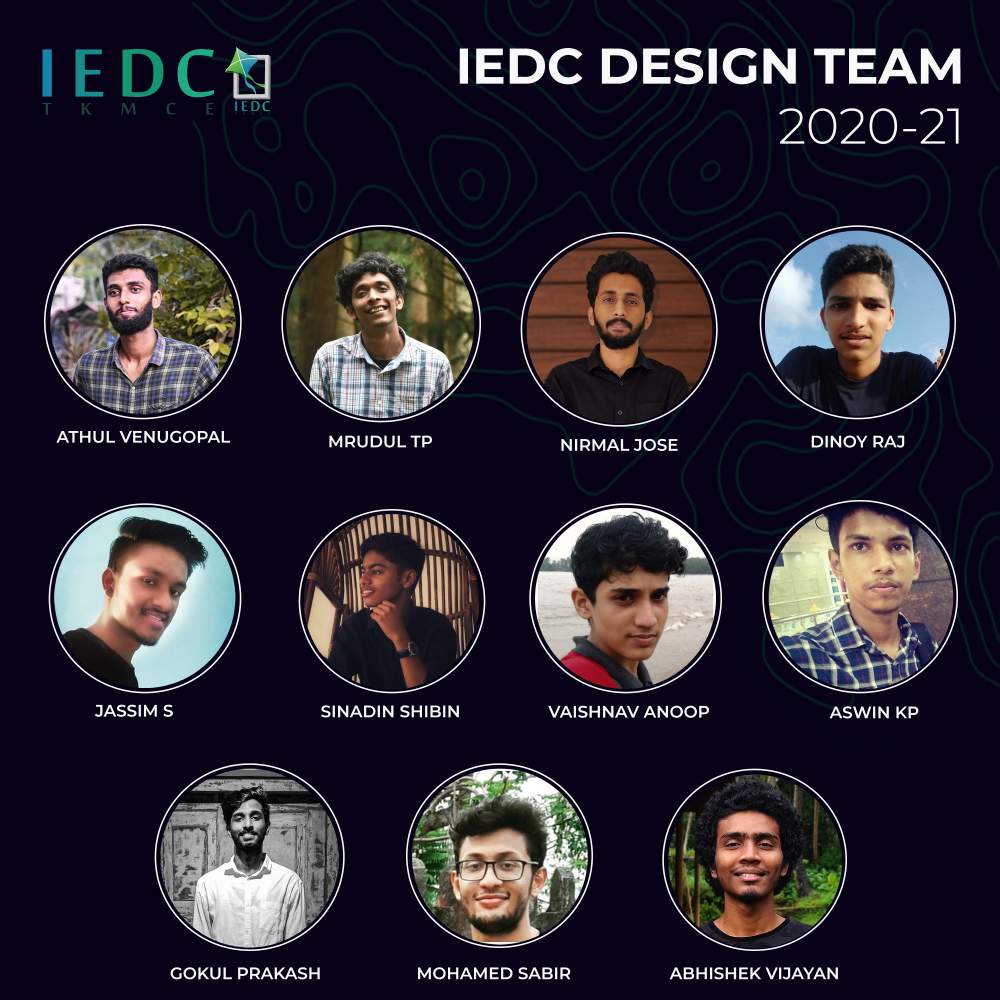 IEDC
TKMCE
IEDC
IEDC DESIGN TEAM
2020-21
ATHUL VENUGOPAL
MRUDUL TP
NIRMAL JOSE
DINOY RAJ
JASSIM S
SINADIN SHIBIN
VAISHNAV ANOOP
ASWIN KP
GOKUL PRAKASH
MOHAMED SABIR
ABHISHEK VIJAYAN